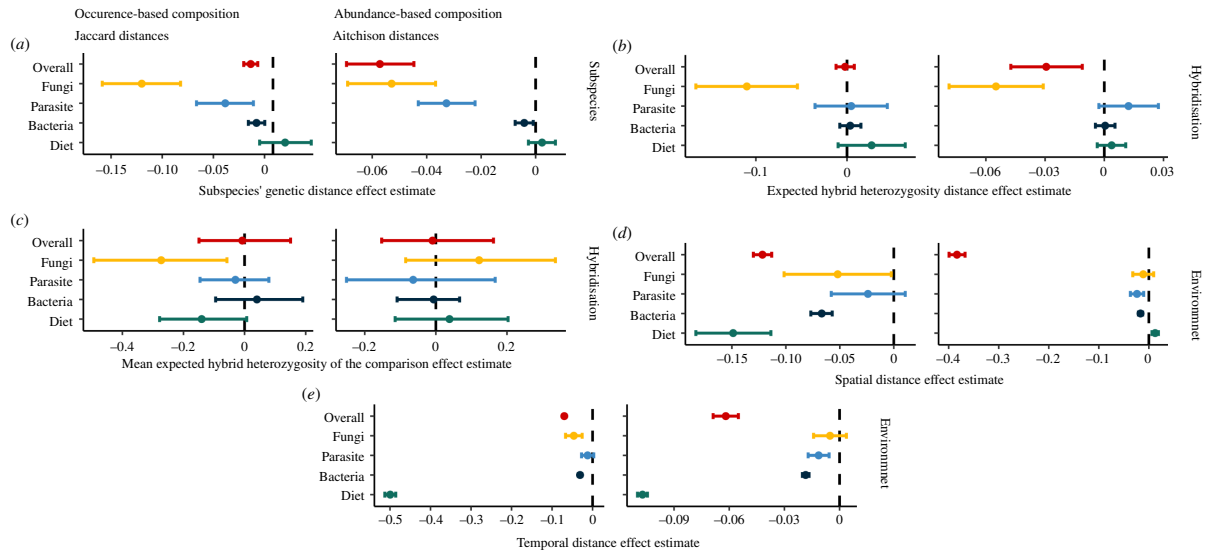 Occurence-based composition
Abundance-based composition
Jaccard distances
Aitchison distances
(a)
Overall
Fungi
Parasite
Bacteria
Diet
−0.15 −0.10 −0.05 0
−0.06 −0.04 −0.02 0
Subspecies
Subspecies' genetic distance effect estimate
(b)
Overall
Fungi
Parasite
Bacteria
Diet
−0.1 0
−0.06 −0.03 0 0.03
Hybridisation
Expected hybrid heterozygosity distance effect estimate
(c)
Overall
Fungi
Parasite
Bacteria
Diet
−0.4 −0.2 0 0.2
−0.2 0 0.2
Hybridisation
Mean expected hybrid heterozygosity of the comparison effect estimate
(d)
Overall
Fungi
Parasite
Bacteria
Diet
−0.15 −0.10 −0.05 0
−0.4 −0.3 −0.2 −0.1 0
Environmnet
Spatial distance effect estimate
(e)
Overall
Fungi
Parasite
Bacteria
Diet
−0.5 −0.4 −0.3 −0.2 −0.1 0
−0.09 −0.06 −0.03 0
Environmnet
Temporal distance effect estimate